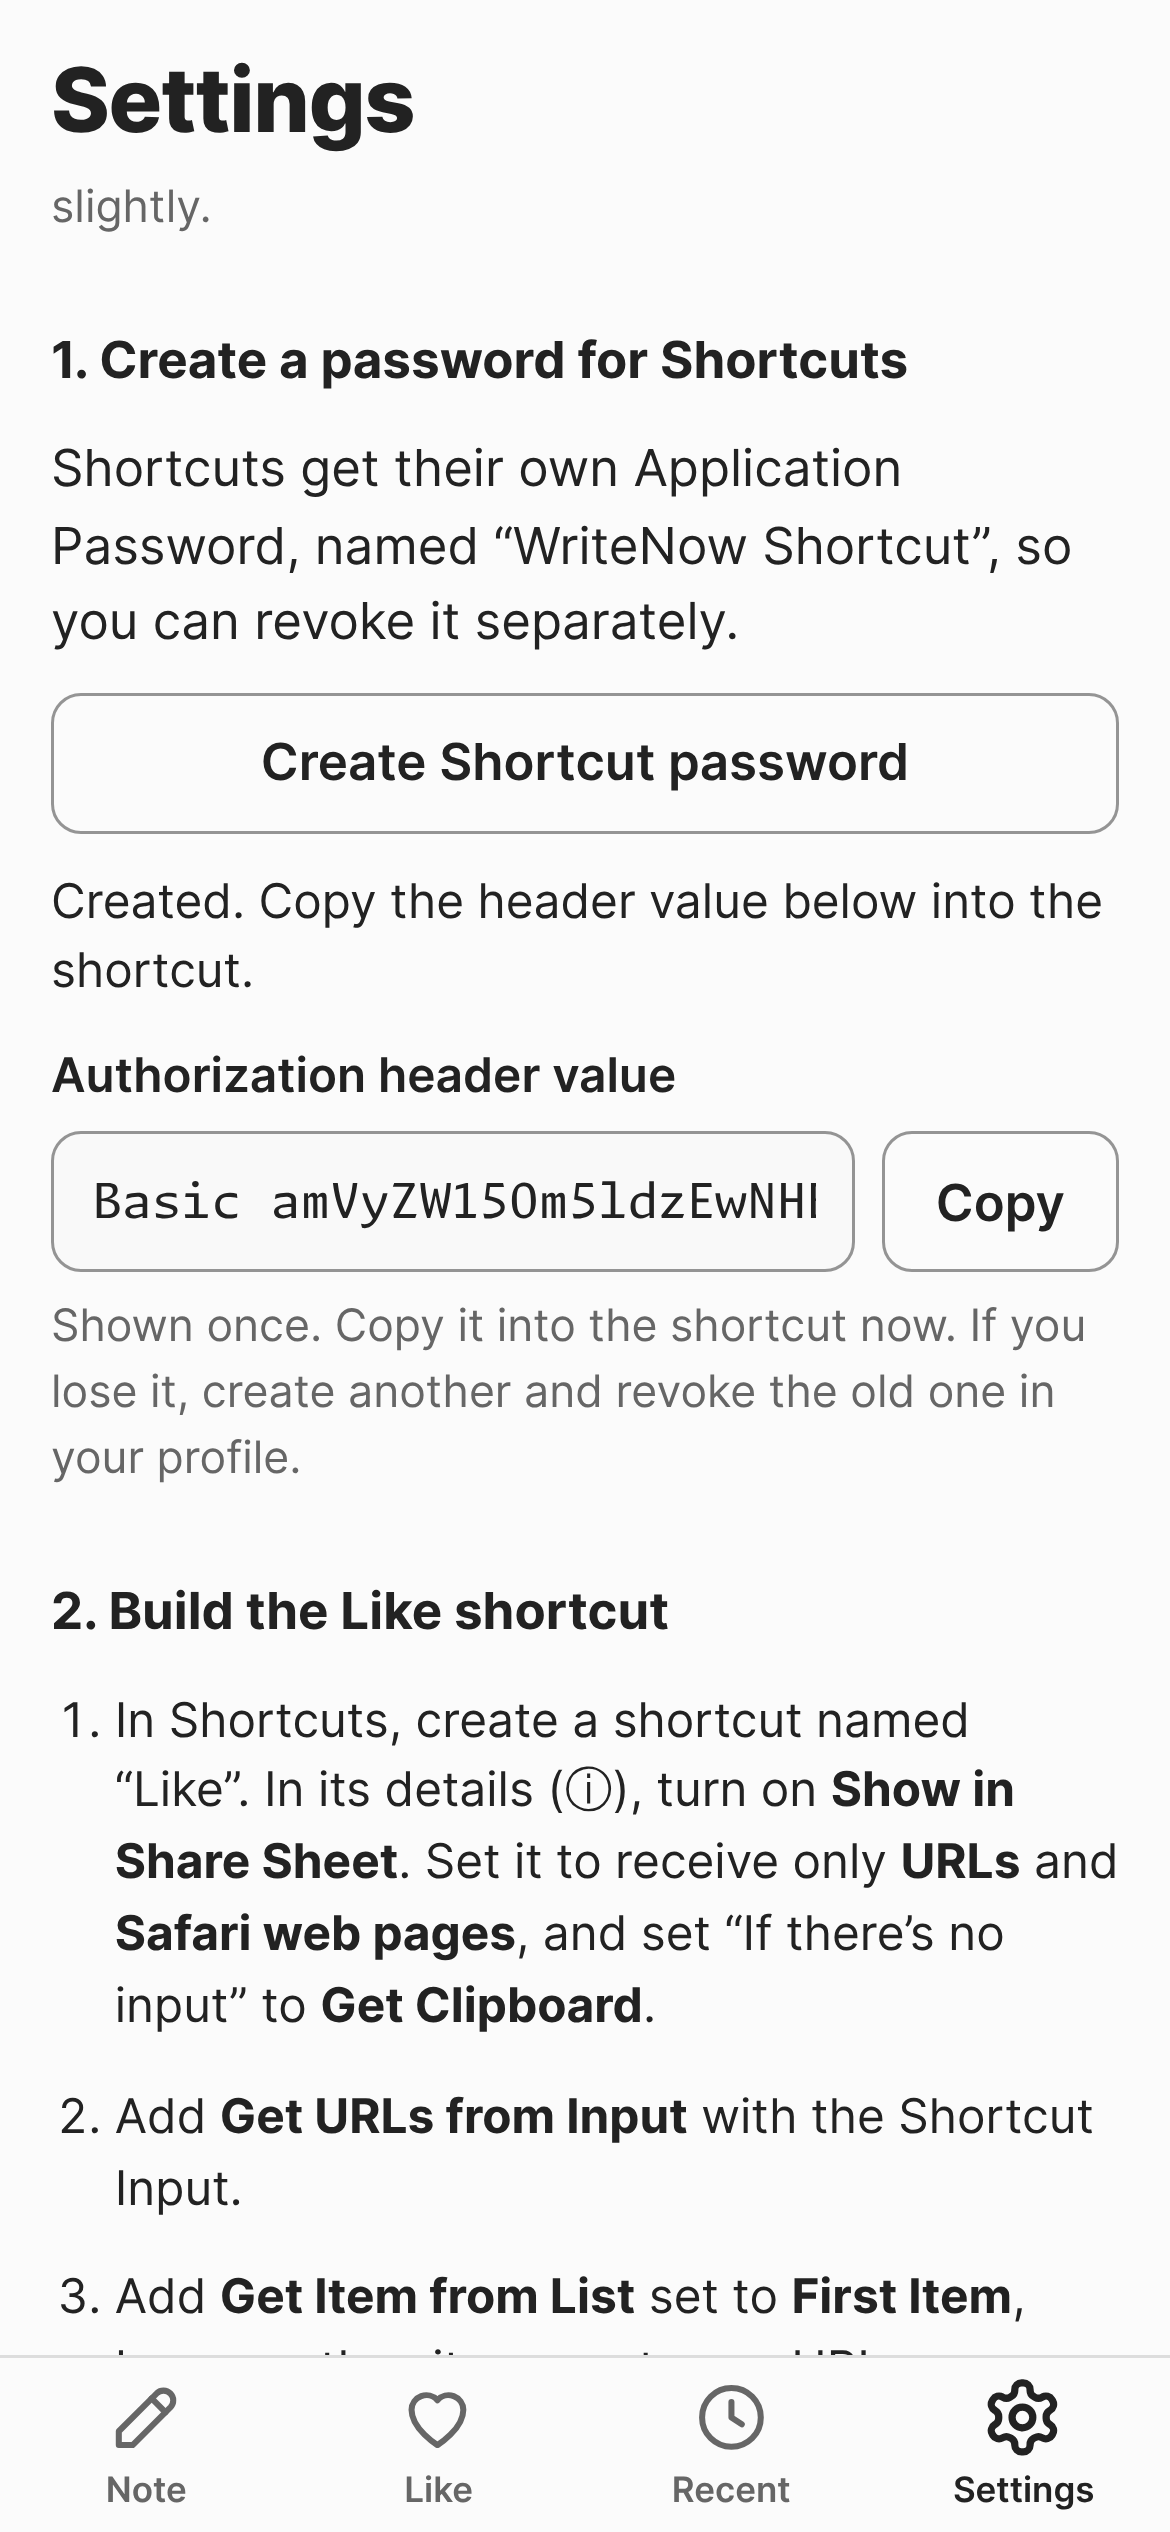 Settings
slightly.
1. Create a password for Shortcuts
Shortcuts get their own Application
Password, named “WriteNow Shortcut”, so
you can revoke it separately.
Create Shortcut password
Created. Copy the header value below into the
shortcut.
Authorization header value
Basic amVyZW15Om5ldzEwNH
Copy
Shown once. Copy it into the shortcut now. If you
lose it, create another and revoke the old one in
your profile.
2. Build the Like shortcut
1. In Shortcuts, create a shortcut named
“Like”. In its details (ⓘ), turn on Show in
Share Sheet. Set it to receive only URLs and
Safari web pages, and set “If there’s no
input” to Get Clipboard.
2. Add Get URLs from Input with the Shortcut
Input.
3. Add Get Item from List set to First Item,
Note
Like
Recent
Settings